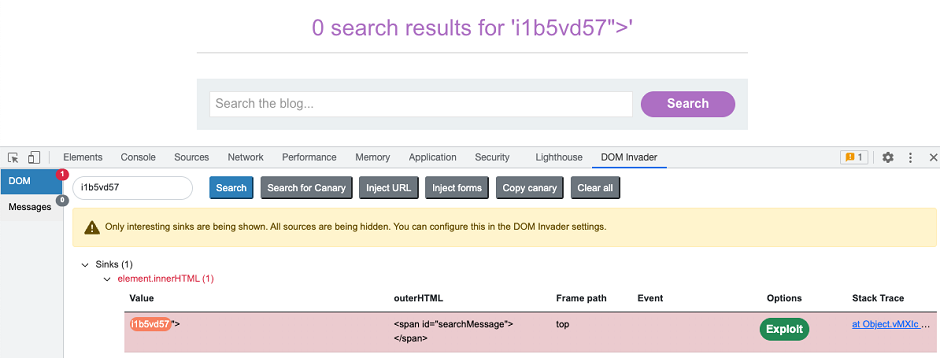 0 search results for 'i1b5vd57">'
Search the blog... Search
Elements Console Sources Network Performance Memory Application Security Lighthouse DOM Invader 1
DOM 1 i1b5vd57 Search Search for Canary Inject URL Inject forms Copy canary Clear all
Messages 0
Only interesting sinks are being shown. All sources are being hidden. You can configure this in the DOM Invader settings.
Sinks (1)
element.innerHTML (1)
Value outerHTML Frame path Event Options Stack Trace
i1b5vd57"> <span id="searchMessage"> top Exploit at Object.vMXIc ...
</span>